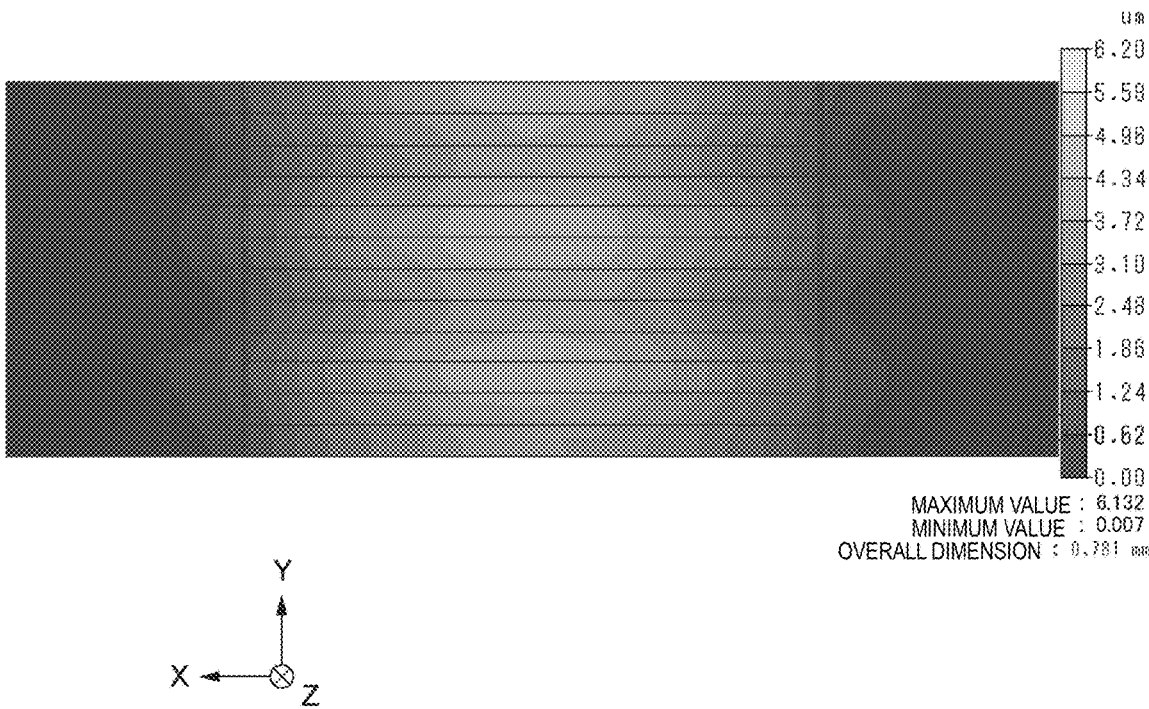 um
6.20
5.58
4.96
4.34
3.72
3.10
2.48
1.86
1.24
0.62
0.00
MAXIMUM VALUE : 6.132
MINIMUM VALUE : 0.007
OVERALL DIMENSION : 0.781 mm
Y
X
Z